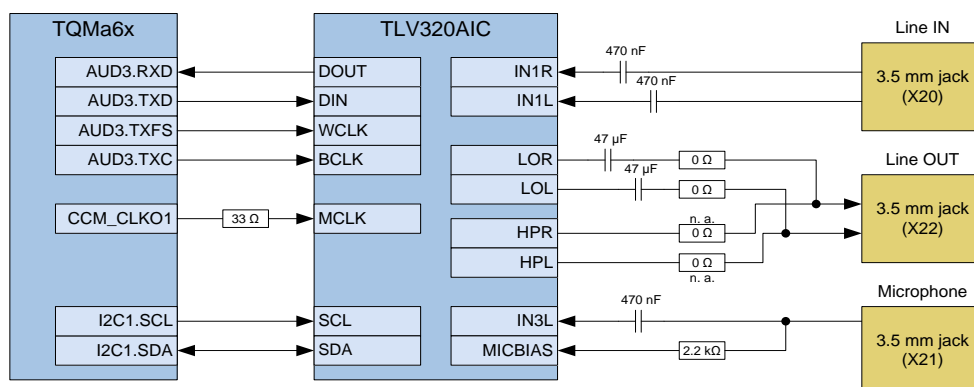 TQMa6x
TLV320AIC
Line IN
AUD3.RXD
DOUT
IN1R
470 nF
470 nF
3.5 mm jack
(X20)
AUD3.TXD
DIN
IN1L
AUD3.TXFS
WCLK
AUD3.TXC
BCLK
LOR
47 µF
0 Ω
Line OUT
LOL
47 µF
0 Ω
3.5 mm jack
(X22)
CCM_CLKO1
33 Ω
MCLK
HPR
n. a.
0 Ω
HPL
0 Ω
n. a.
Microphone
I2C1.SCL
SCL
IN3L
470 nF
3.5 mm jack
(X21)
I2C1.SDA
SDA
MICBIAS
2.2 kΩ